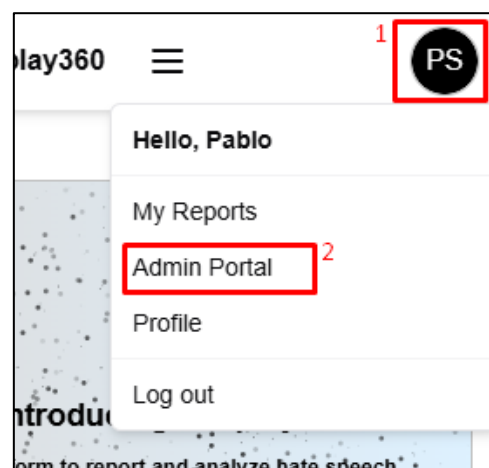 play360 ☰ 1 PS
Hello, Pablo
My Reports
Admin Portal 2
Profile
Log out
ntrodu
orm to report and analyze hate speech